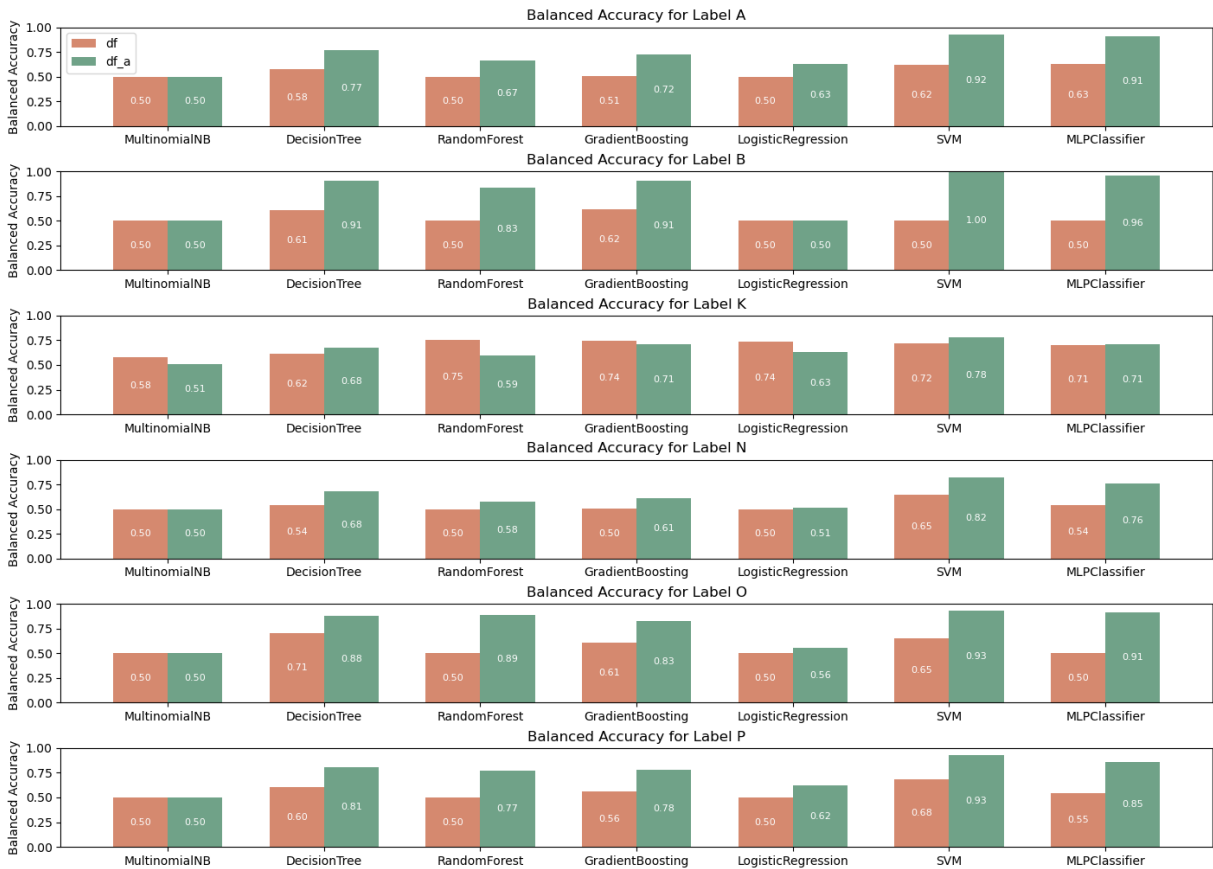 Balanced Accuracy for Label A
Balanced Accuracy
1.00
0.75
0.50
0.25
0.00
df
df_a
0.50 0.50 0.58 0.77 0.50 0.67 0.51 0.72 0.50 0.63 0.62 0.92 0.63 0.91
MultinomialNB DecisionTree RandomForest GradientBoosting LogisticRegression SVM MLPClassifier
Balanced Accuracy for Label B
Balanced Accuracy
1.00
0.75
0.50
0.25
0.00
0.50 0.50 0.61 0.91 0.50 0.83 0.62 0.91 0.50 0.50 0.50 1.00 0.50 0.96
MultinomialNB DecisionTree RandomForest GradientBoosting LogisticRegression SVM MLPClassifier
Balanced Accuracy for Label K
Balanced Accuracy
1.00
0.75
0.50
0.25
0.00
0.58 0.51 0.62 0.68 0.75 0.59 0.74 0.71 0.74 0.63 0.72 0.78 0.71 0.71
MultinomialNB DecisionTree RandomForest GradientBoosting LogisticRegression SVM MLPClassifier
Balanced Accuracy for Label N
Balanced Accuracy
1.00
0.75
0.50
0.25
0.00
0.50 0.50 0.54 0.68 0.50 0.58 0.50 0.61 0.50 0.51 0.65 0.82 0.54 0.76
MultinomialNB DecisionTree RandomForest GradientBoosting LogisticRegression SVM MLPClassifier
Balanced Accuracy for Label O
Balanced Accuracy
1.00
0.75
0.50
0.25
0.00
0.50 0.50 0.71 0.88 0.50 0.89 0.61 0.83 0.50 0.56 0.65 0.93 0.50 0.91
MultinomialNB DecisionTree RandomForest GradientBoosting LogisticRegression SVM MLPClassifier
Balanced Accuracy for Label P
Balanced Accuracy
1.00
0.75
0.50
0.25
0.00
0.50 0.50 0.60 0.81 0.50 0.77 0.56 0.78 0.50 0.62 0.68 0.93 0.55 0.85
MultinomialNB DecisionTree RandomForest GradientBoosting LogisticRegression SVM MLPClassifier